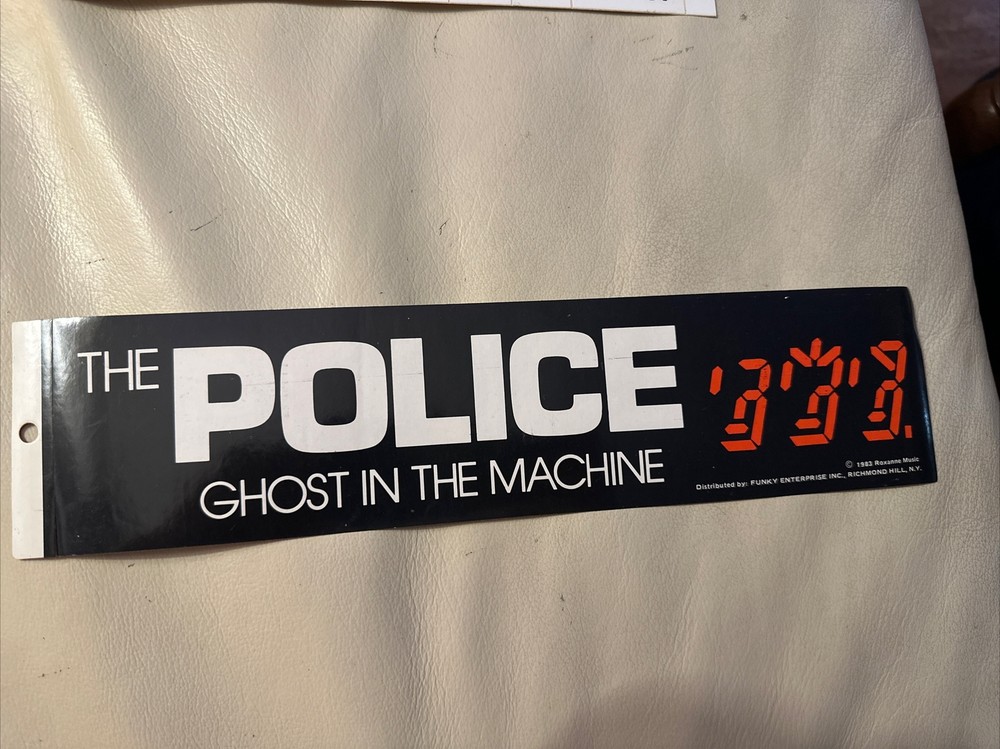 THE POLICE
GHOST IN THE MACHINE
© 1983 Roxanne Music
Distributed by: FUNKY ENTERPRISE INC., RICHMOND HILL, N.Y.